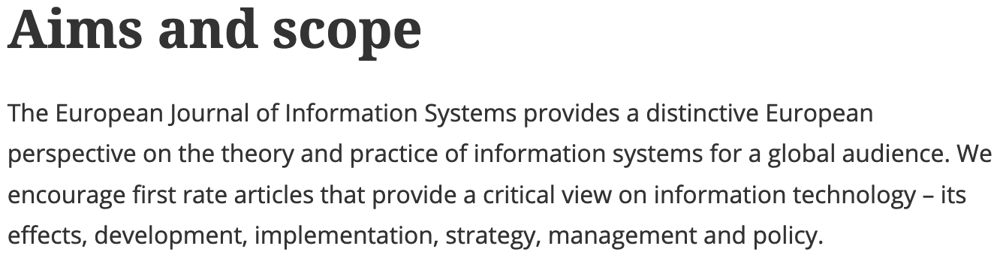 Aims and scope
The European Journal of Information Systems provides a distinctive European
perspective on the theory and practice of information systems for a global audience. We
encourage first rate articles that provide a critical view on information technology – its
effects, development, implementation, strategy, management and policy.